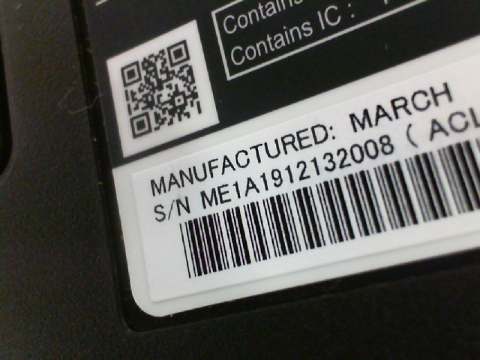 Contains
Contains IC :
MANUFACTURED: MARCH
S/N ME1A1912132008 ( ACL